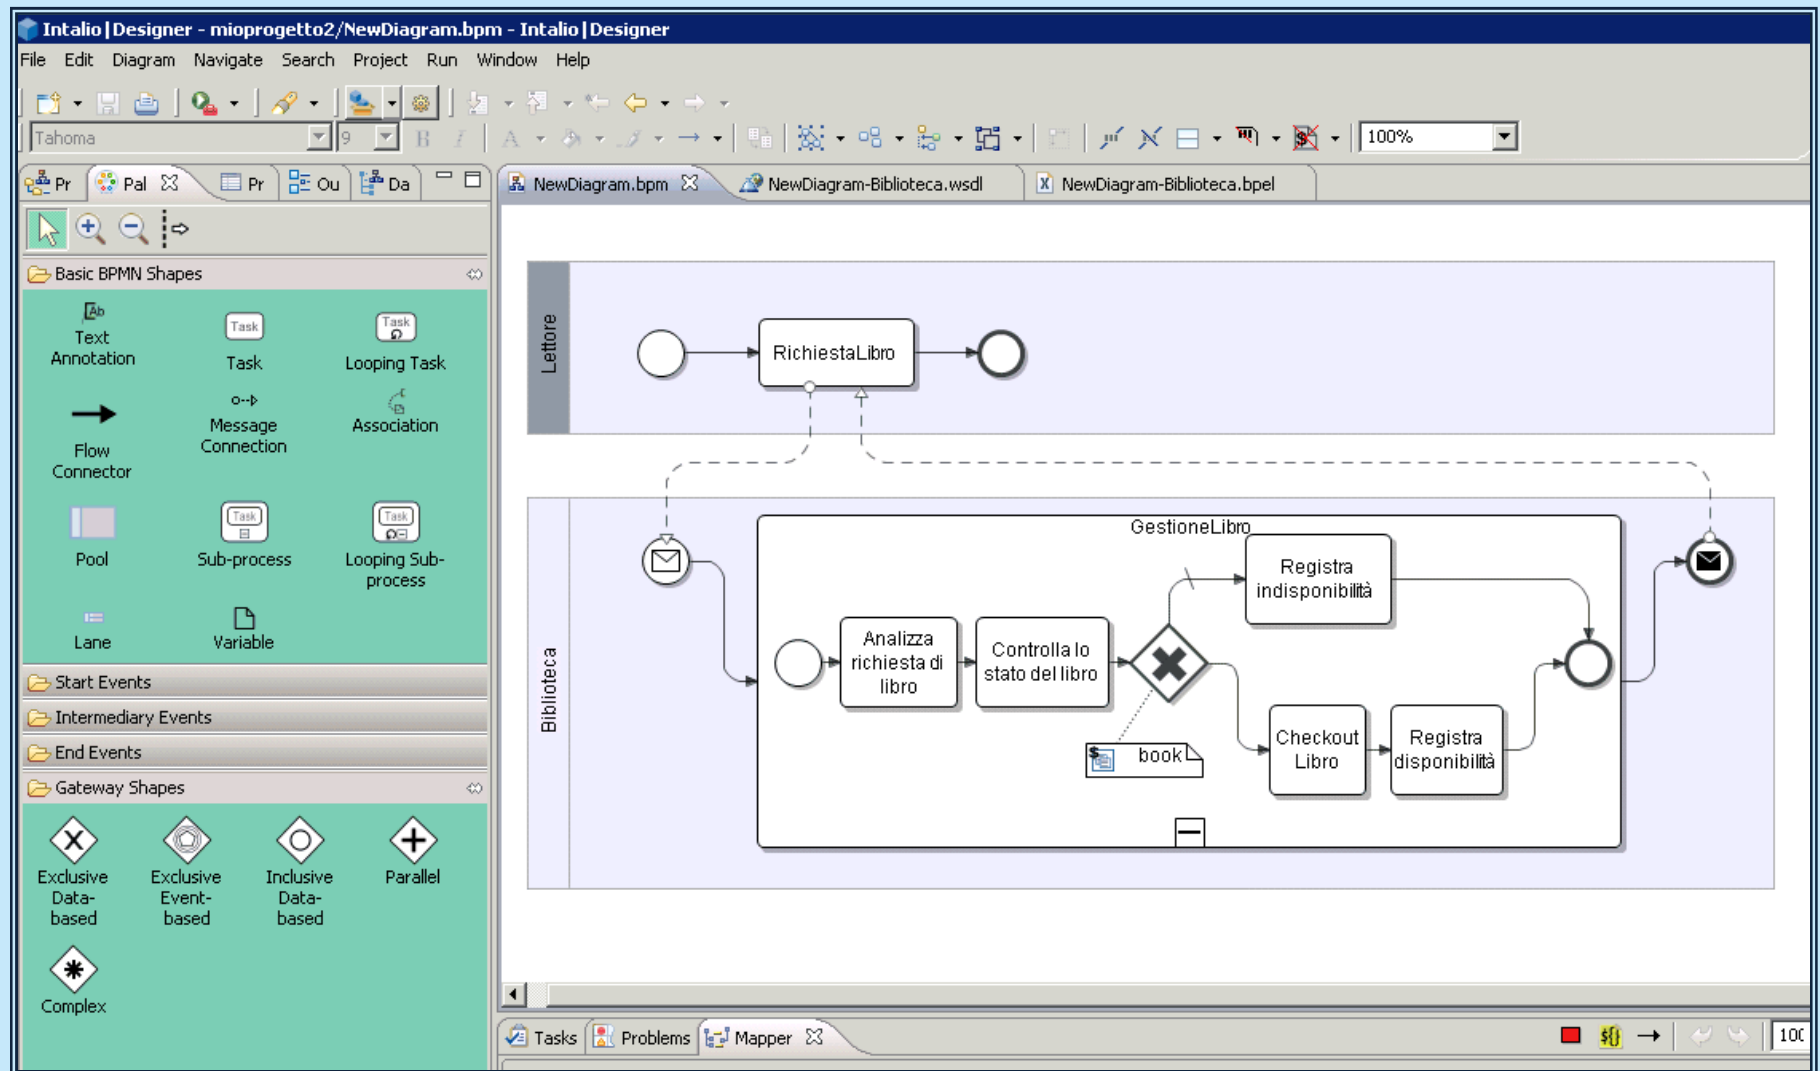 Intalio|Designer - mioprogetto2/NewDiagram.bpm - Intalio|Designer
File Edit Diagram Navigate Search Project Run Window Help
Tahoma 9 B I A 100%
Pr Pal Pr Ou Da
NewDiagram.bpm NewDiagram-Biblioteca.wsdl NewDiagram-Biblioteca.bpel
Basic BPMN Shapes
Text
Annotation
Task
Task
Task
Looping Task
Flow
Connector
Message
Connection
Association
Pool
Task
Sub-process
Task
Looping Sub-
process
Lane
Variable
Start Events
Intermediary Events
End Events
Gateway Shapes
Exclusive
Data-
based
Exclusive
Event-
based
Inclusive
Data-
based
Parallel
Complex
Lettore
RichiestaLibro
Biblioteca
GestioneLibro
Analizza
richiesta di
libro
Controlla lo
stato del libro
Registra
indisponibilità
book
Checkout
Libro
Registra
disponibilità
Tasks Problems Mapper
${}
100